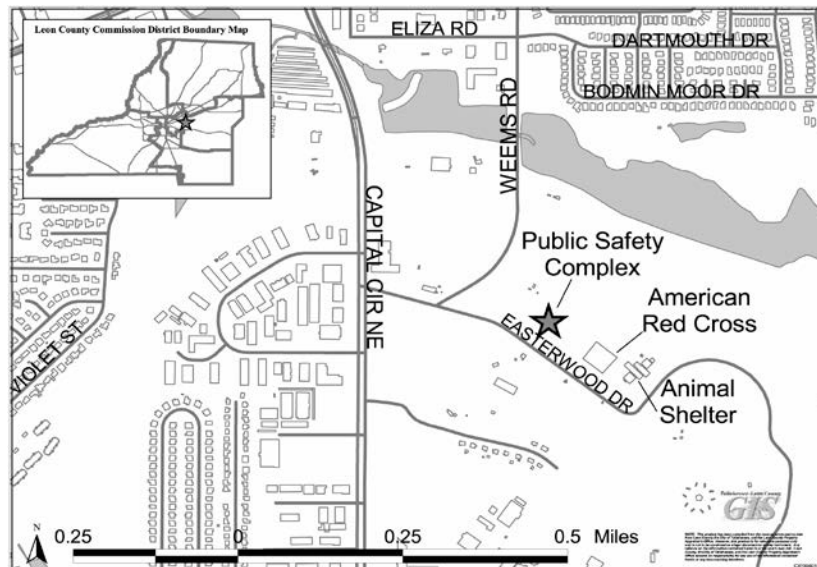 Leon County Commission District Boundary Map
ELIZA RD
DARTMOUTH DR
BODMIN MOOR DR
WEEMS RD
CAPITAL CIR NE
Public Safety
Complex
American
Red Cross
EASTERWOOD DR
Animal
Shelter
VIOLET ST
GIS
N
0.25
0
0.25
0.5
Miles